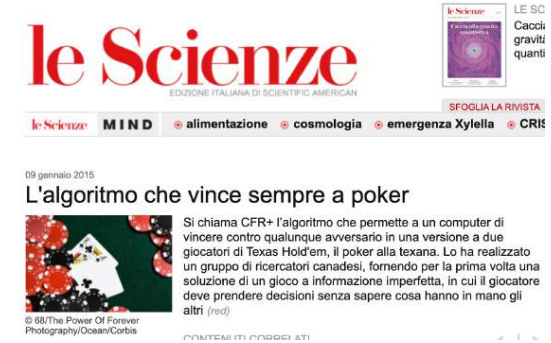 le Scienze
EDIZIONE ITALIANA DI SCIENTIFIC AMERICAN
le Scienze
LE SC
Caccia
gravità
quanti
SFOGLIA LA RIVISTA
le Scienze MIND alimentazione cosmologia emergenza Xylella CRIS
09 gennaio 2015
L'algoritmo che vince sempre a poker
Si chiama CFR+ l'algoritmo che permette a un computer di
vincere contro qualunque avversario in una versione a due
giocatori di Texas Hold'em, il poker alla texana. Lo ha realizzato
un gruppo di ricercatori canadesi, fornendo per la prima volta una
soluzione di un gioco a informazione imperfetta, in cui il giocatore
deve prendere decisioni senza sapere cosa hanno in mano gli
altri (red)
© 68/The Power Of Forever
Photography/Ocean/Corbis
CONTENUTI CORRELATI